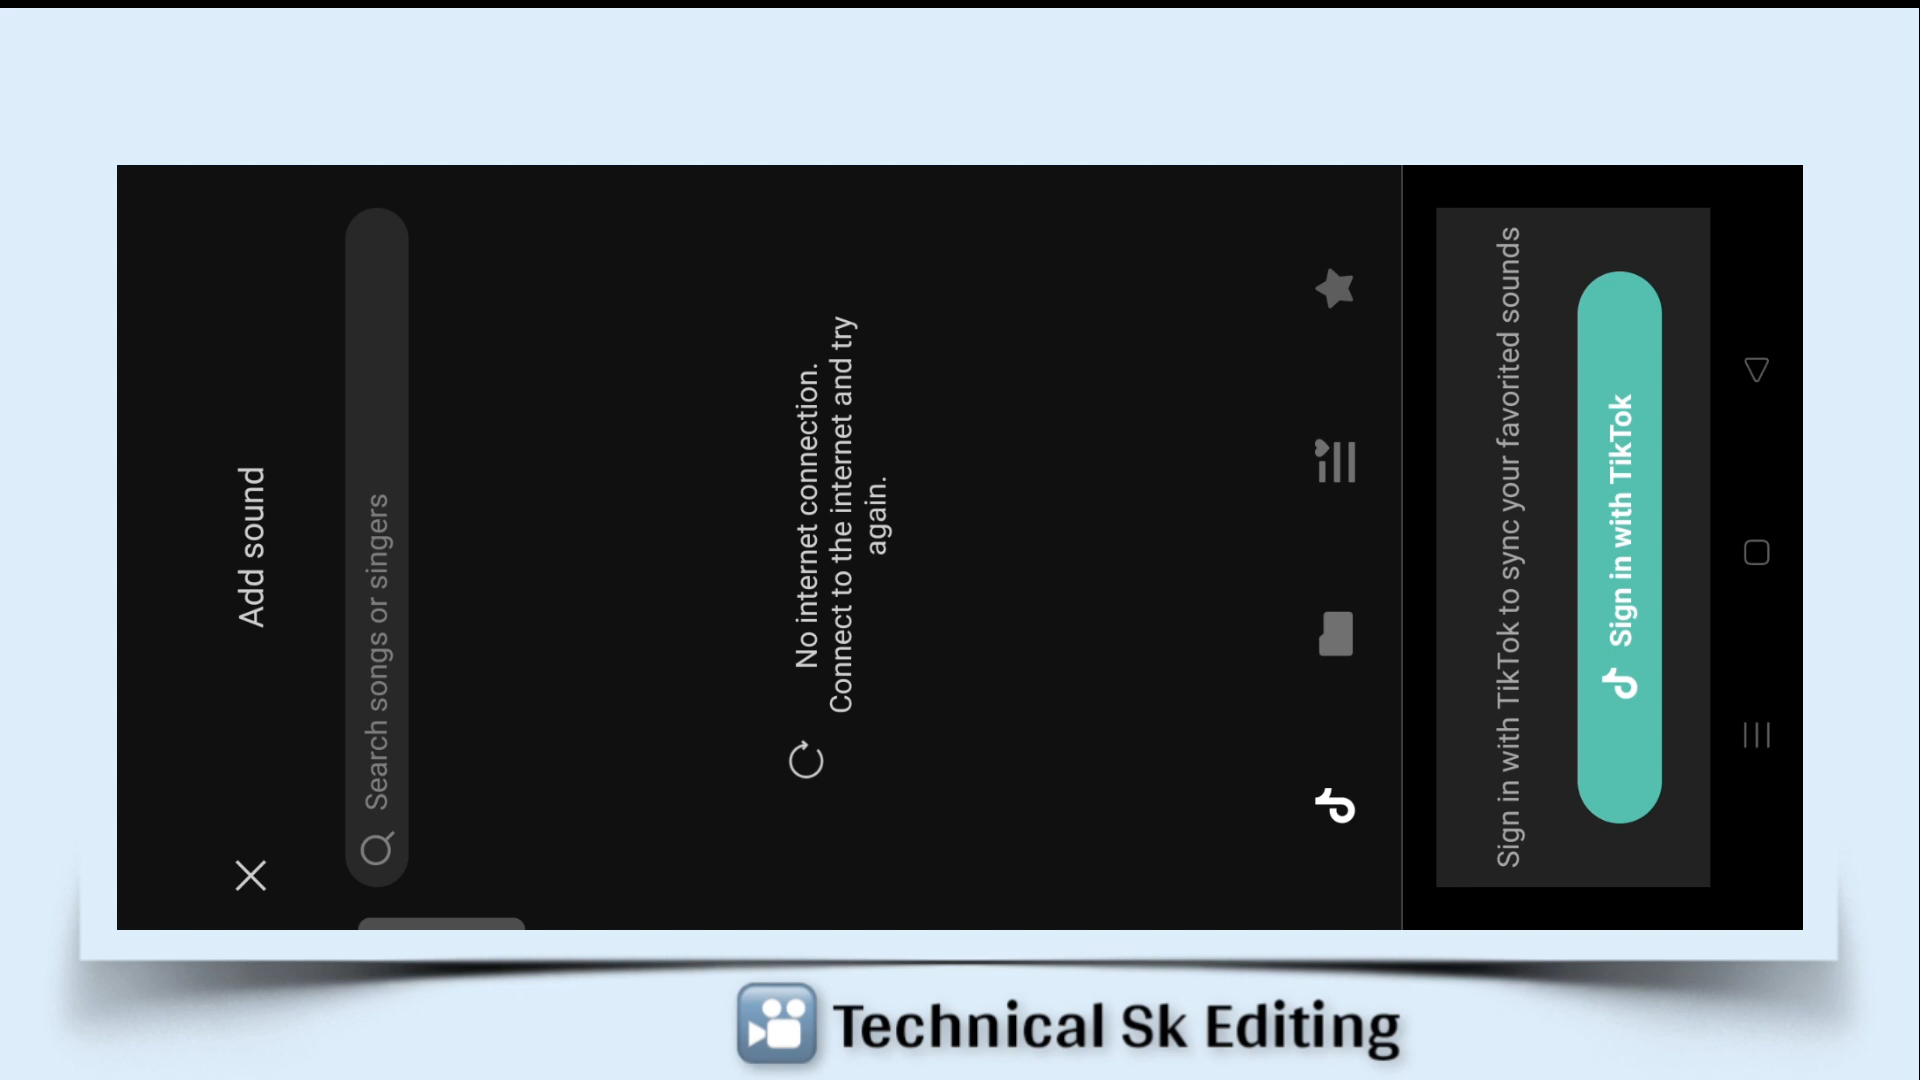 Add sound
Search songs or singers
No internet connection.
Connect to the internet and try
again.
Sign in with TikTok to sync your favorited sounds
Sign in with TikTok
Technical Sk Editing